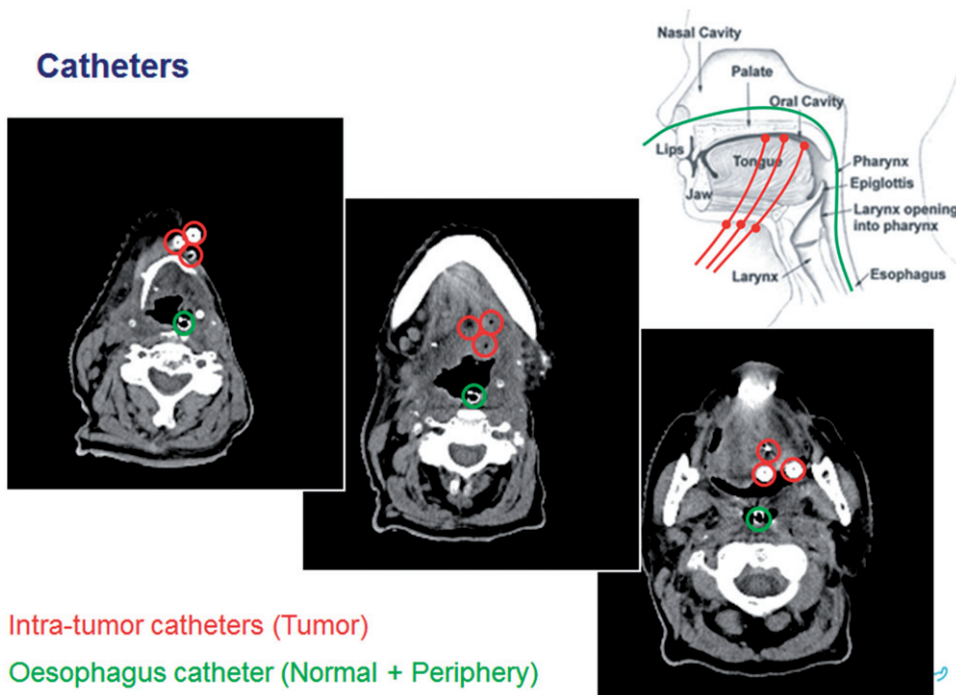 Catheters
Nasal Cavity
Palate
Oral Cavity
Lips
Tongue
Jaw
Pharynx
Epiglottis
Larynx opening
into pharynx
Larynx
Esophagus
Intra-tumor catheters (Tumor)
Oesophagus catheter (Normal + Periphery)